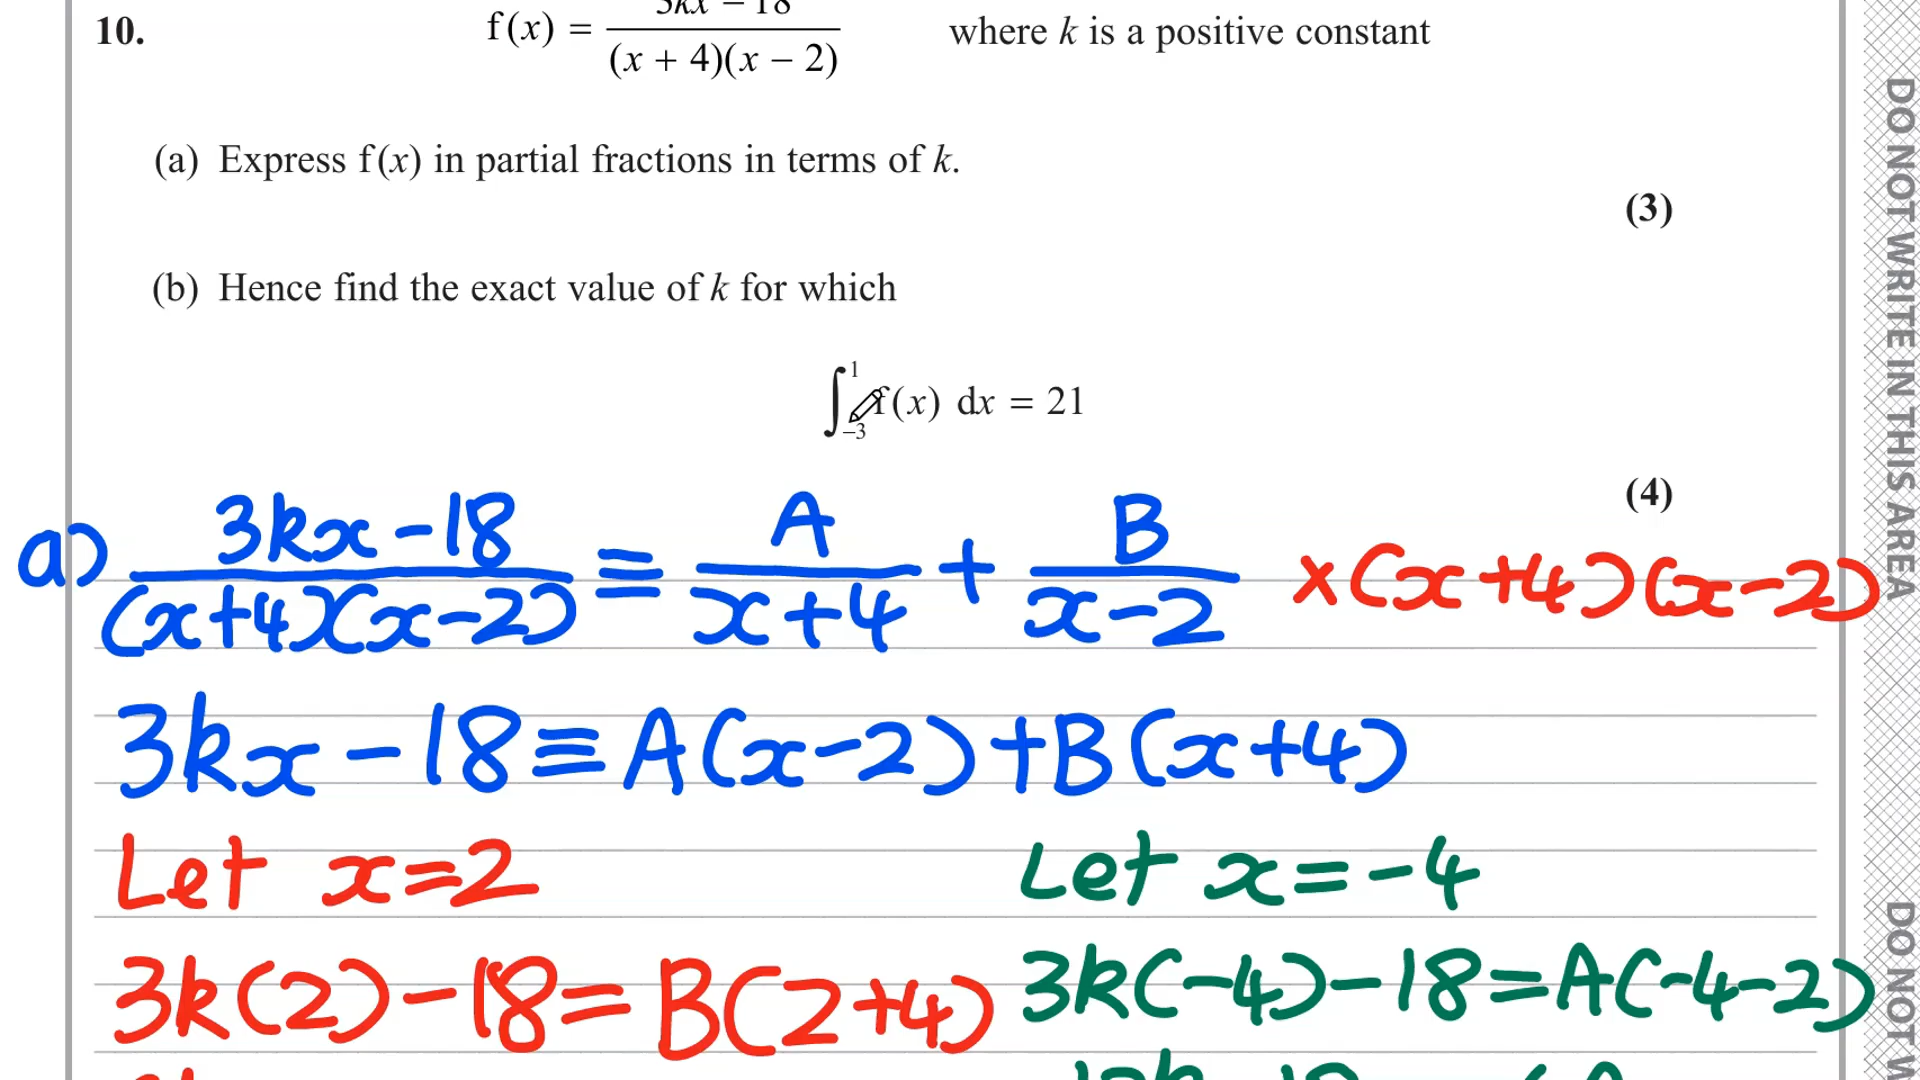 3kx − 18
10. f(x) = where k is a positive constant
(x + 4)(x − 2)
(a) Express f(x) in partial fractions in terms of k.
(3)
(b) Hence find the exact value of k for which
∫ 1 −3 f(x) dx = 21
(4)
a) 3kx − 18 / (x+4)(x−2) ≡ A / x+4 + B / x−2 ×(x+4)(x−2)
3kx − 18 ≡ A(x−2) + B(x+4)
Let x=2 Let x=−4
3k(2) − 18 = B(2+4) 3k(−4) − 18 = A(−4−2)
DO NOT WRITE IN THIS AREA
DO NOT W